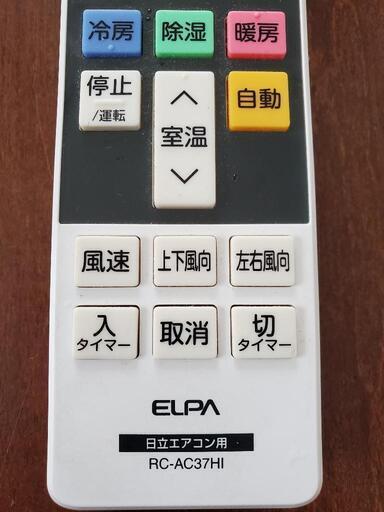 冷房
除湿
暖房
停止
/運転
室温
自動
風速
上下風向
左右風向
入
タイマー
取消
切
タイマー
ELPA
日立エアコン用
RC-AC37HI